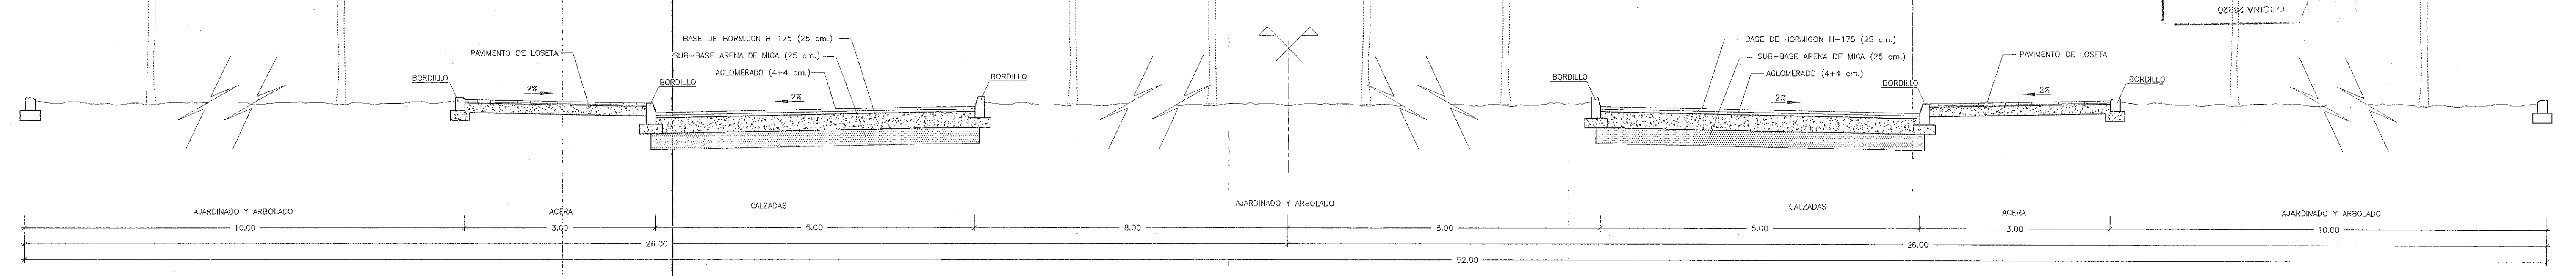 OFICINA 28220
BASE DE HORMIGON H-175 (25 cm.)
SUB-BASE ARENA DE MIGA (25 cm.)
AGLOMERADO (4+4 cm.)
PAVIMENTO DE LOSETA
BORDILLO
2%
BORDILLO
2%
BORDILLO
BASE DE HORMIGON H-175 (25 cm.)
SUB-BASE ARENA DE MIGA (25 cm.)
AGLOMERADO (4+4 cm.)
PAVIMENTO DE LOSETA
BORDILLO
2%
BORDILLO
2%
BORDILLO
AJARDINADO Y ARBOLADO
ACERA
CALZADAS
AJARDINADO Y ARBOLADO
CALZADAS
ACERA
AJARDINADO Y ARBOLADO
10.00
3.00
5.00
8.00
8.00
5.00
3.00
10.00
26.00
26.00
52.00